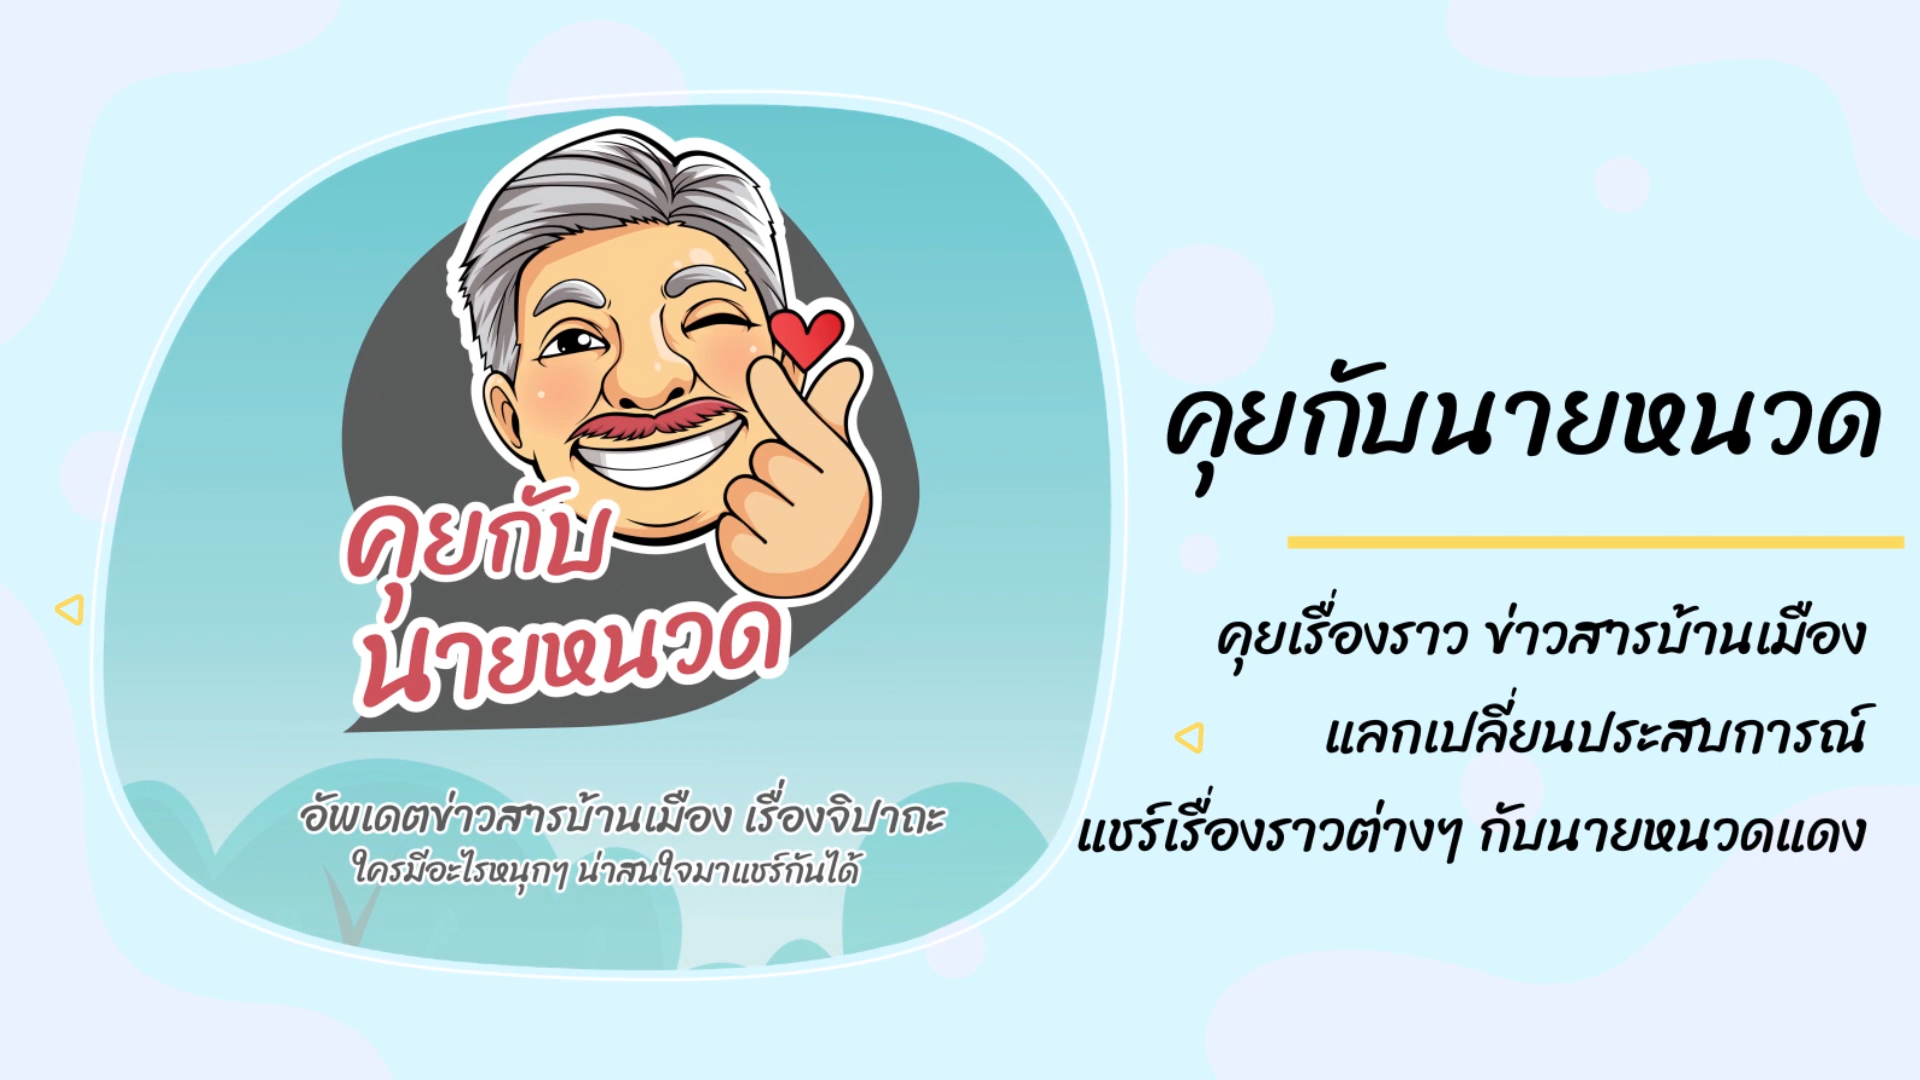 คุยกับ
นายหนวด
อัพเดตข่าวสารบ้านเมือง เรื่องจิปาถะ
ใครมีอะไรหนุกๆ น่าสนใจมาแชร์กันได้
คุยกับนายหนวด
คุยเรื่องราว ข่าวสารบ้านเมือง
แลกเปลี่ยนประสบการณ์
แชร์เรื่องราวต่างๆ กับนายหนวดแดง